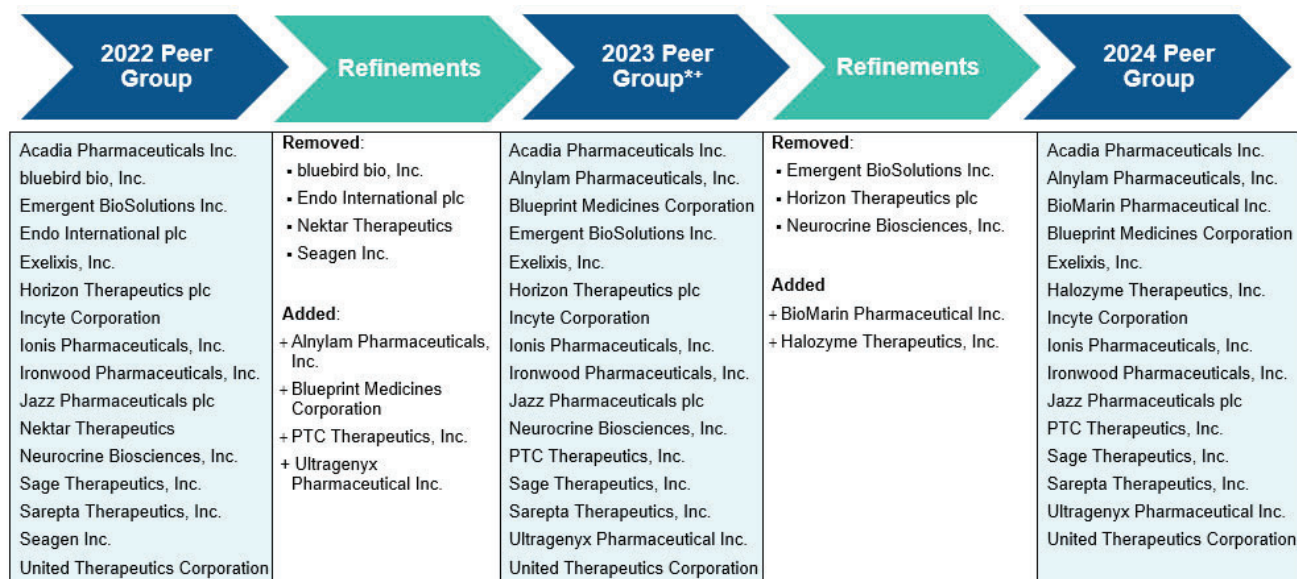 2022 Peer
Group
Refinements
2023 Peer
Group*+
Refinements
2024 Peer
Group
Acadia Pharmaceuticals Inc.
bluebird bio, Inc.
Emergent BioSolutions Inc.
Endo International plc
Exelixis, Inc.
Horizon Therapeutics plc
Incyte Corporation
Ionis Pharmaceuticals, Inc.
Ironwood Pharmaceuticals, Inc.
Jazz Pharmaceuticals plc
Nektar Therapeutics
Neurocrine Biosciences, Inc.
Sage Therapeutics, Inc.
Sarepta Therapeutics, Inc.
Seagen Inc.
United Therapeutics Corporation
Removed:
▪ bluebird bio, Inc.
▪ Endo International plc
▪ Nektar Therapeutics
▪ Seagen Inc.
Added:
+ Alnylam Pharmaceuticals,
Inc.
+ Blueprint Medicines
Corporation
+ PTC Therapeutics, Inc.
+ Ultragenyx
Pharmaceutical Inc.
Acadia Pharmaceuticals Inc.
Alnylam Pharmaceuticals, Inc.
Blueprint Medicines Corporation
Emergent BioSolutions Inc.
Exelixis, Inc.
Horizon Therapeutics plc
Incyte Corporation
Ionis Pharmaceuticals, Inc.
Ironwood Pharmaceuticals, Inc.
Jazz Pharmaceuticals plc
Neurocrine Biosciences, Inc.
PTC Therapeutics, Inc.
Sage Therapeutics, Inc.
Sarepta Therapeutics, Inc.
Ultragenyx Pharmaceutical Inc.
United Therapeutics Corporation
Removed:
▪ Emergent BioSolutions Inc.
▪ Horizon Therapeutics plc
▪ Neurocrine Biosciences, Inc.
Added
+ BioMarin Pharmaceutical Inc.
+ Halozyme Therapeutics, Inc.
Acadia Pharmaceuticals Inc.
Alnylam Pharmaceuticals, Inc.
BioMarin Pharmaceutical Inc.
Blueprint Medicines Corporation
Exelixis, Inc.
Halozyme Therapeutics, Inc.
Incyte Corporation
Ionis Pharmaceuticals, Inc.
Ironwood Pharmaceuticals, Inc.
Jazz Pharmaceuticals plc
PTC Therapeutics, Inc.
Sage Therapeutics, Inc.
Sarepta Therapeutics, Inc.
Ultragenyx Pharmaceutical Inc.
United Therapeutics Corporation